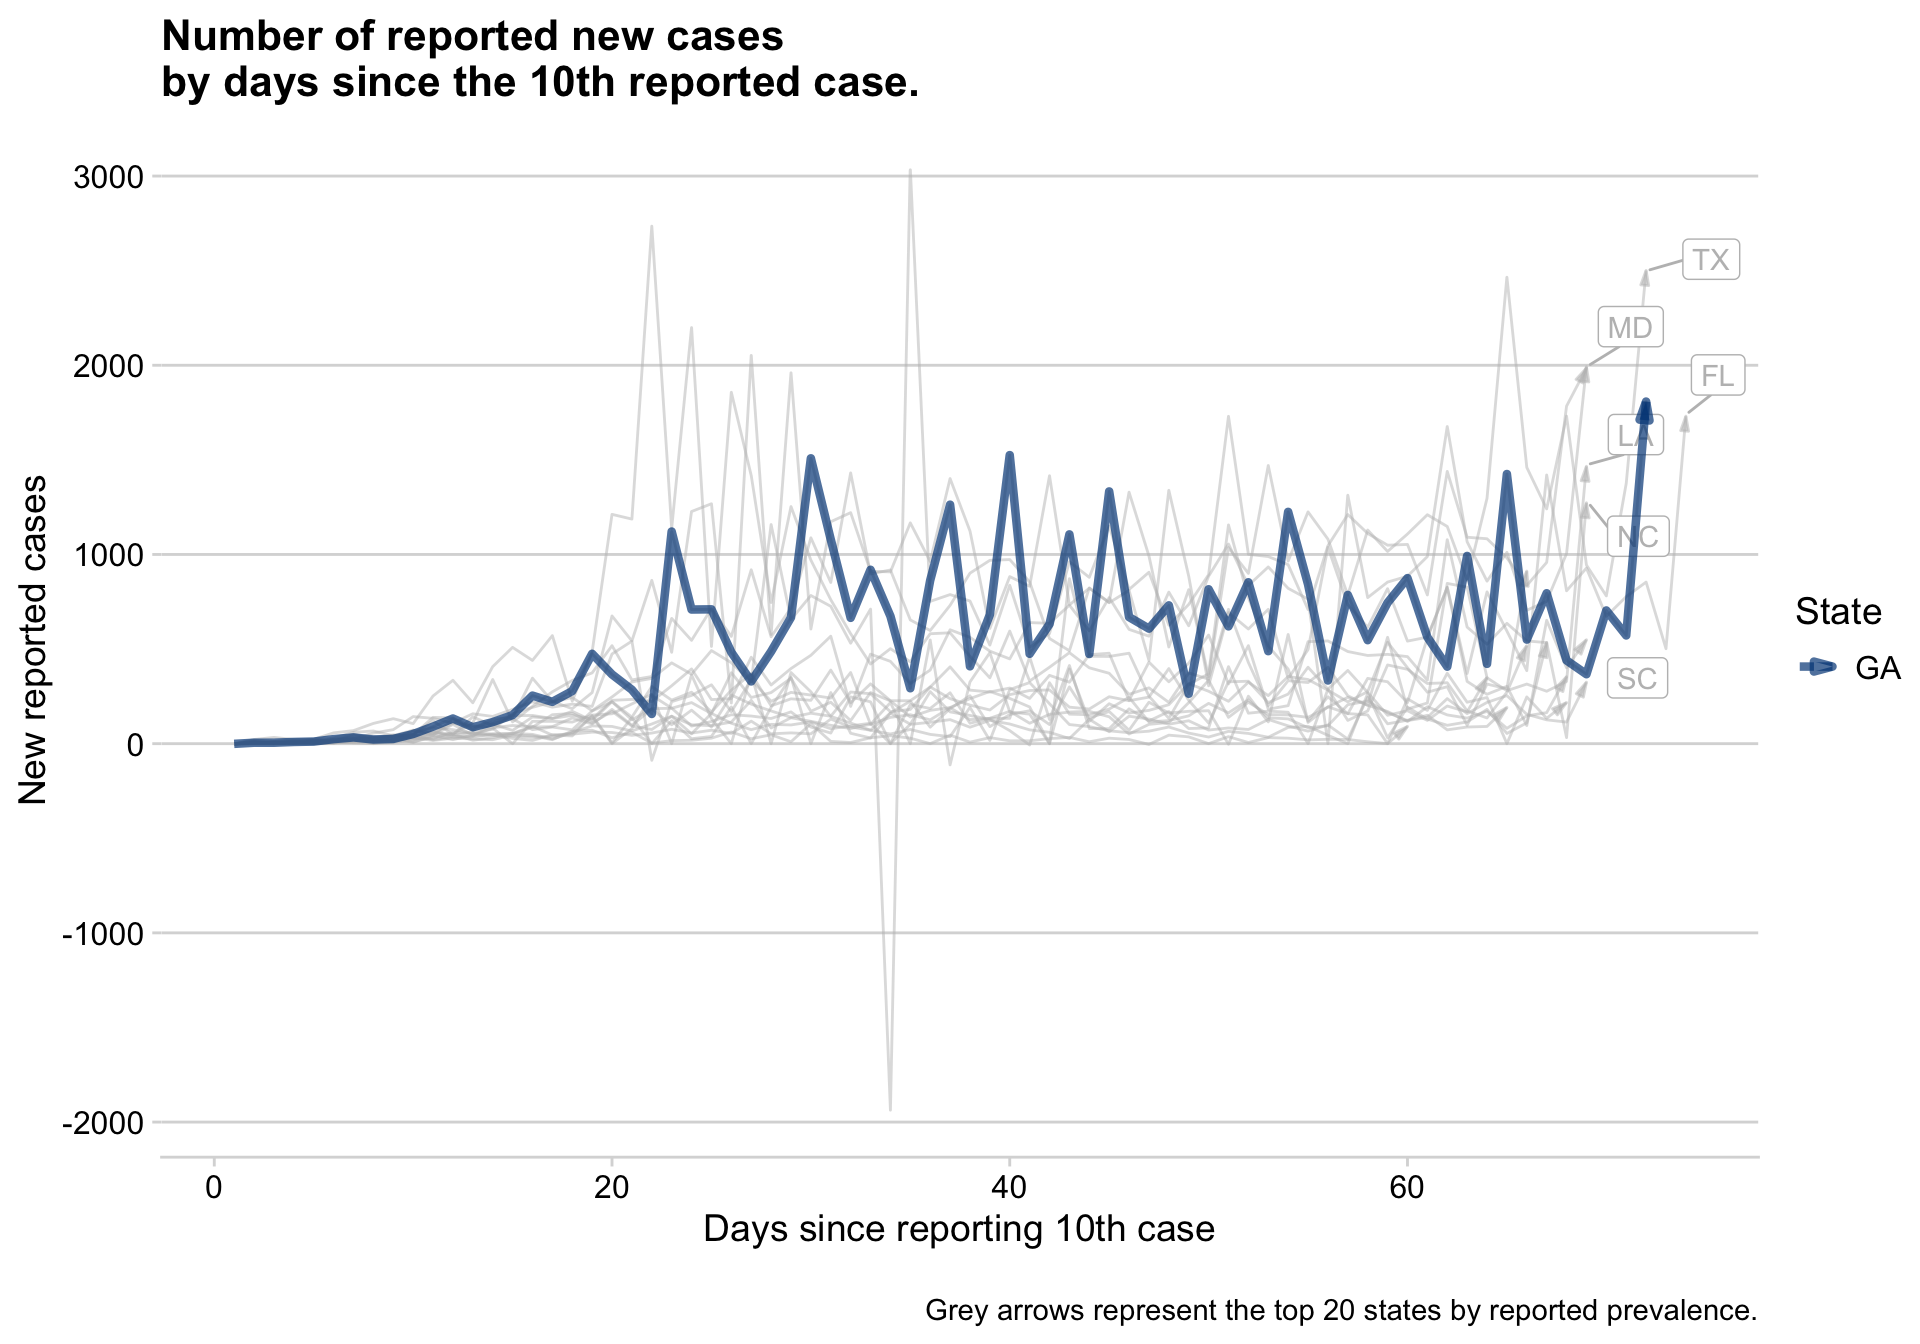 Number of reported new cases
by days since the 10th reported case.
3000
2000
1000
0
-1000
-2000
New reported cases
TX
MD
FL
LA
NC
SC
State
GA
0 20 40 60
Days since reporting 10th case
Grey arrows represent the top 20 states by reported prevalence.